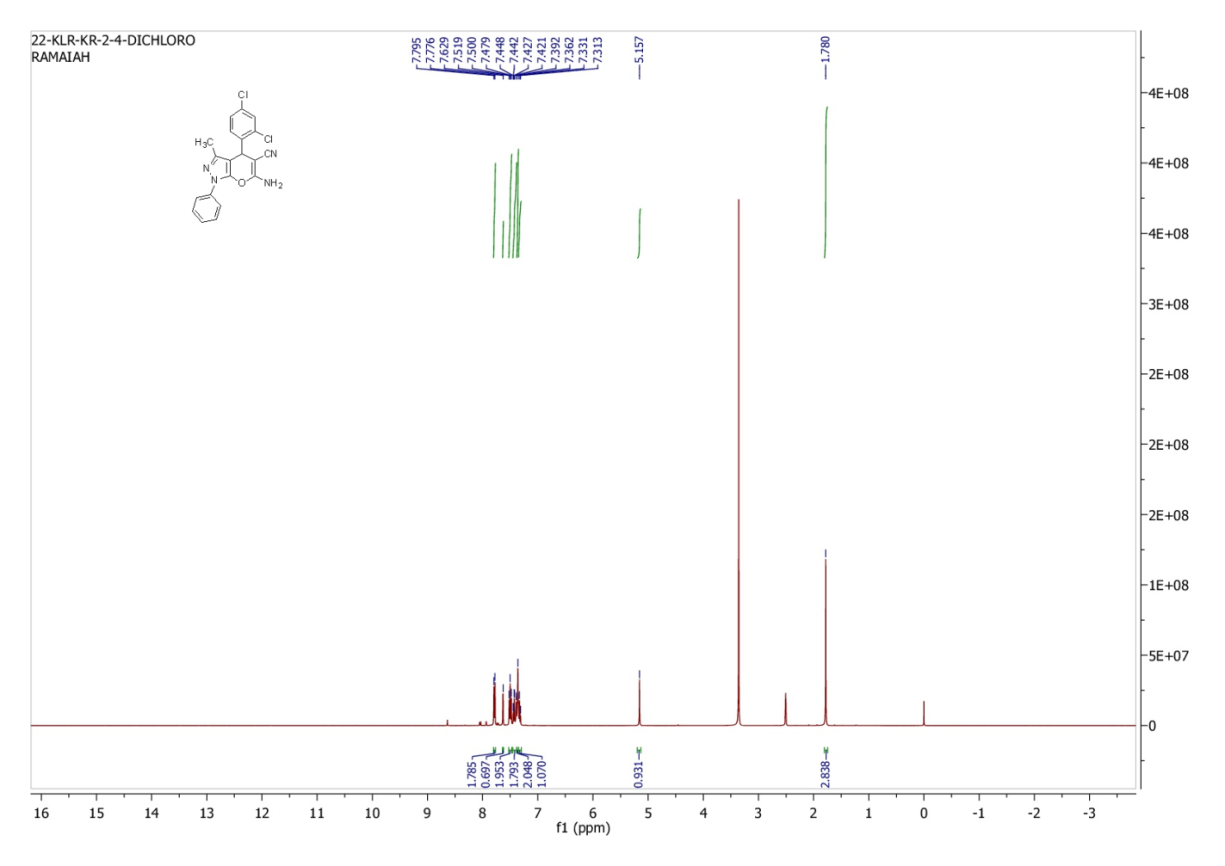 22-KLR-KR-2-4-DICHLORO
RAMAIAH
7.795
7.776
7.629
7.519
7.500
7.479
7.448
7.442
7.427
7.421
7.392
7.362
7.331
7.313
5.157
1.780
Cl
Cl
H₃C
CN
N
N
O
NH₂
4E+08
4E+08
4E+08
3E+08
2E+08
2E+08
2E+08
1E+08
5E+07
0
1.785
0.697
1.953
1.793
2.048
1.070
0.931
2.838
16 15 14 13 12 11 10 9 8 7 6 5 4 3 2 1 0 -1 -2 -3
f1 (ppm)